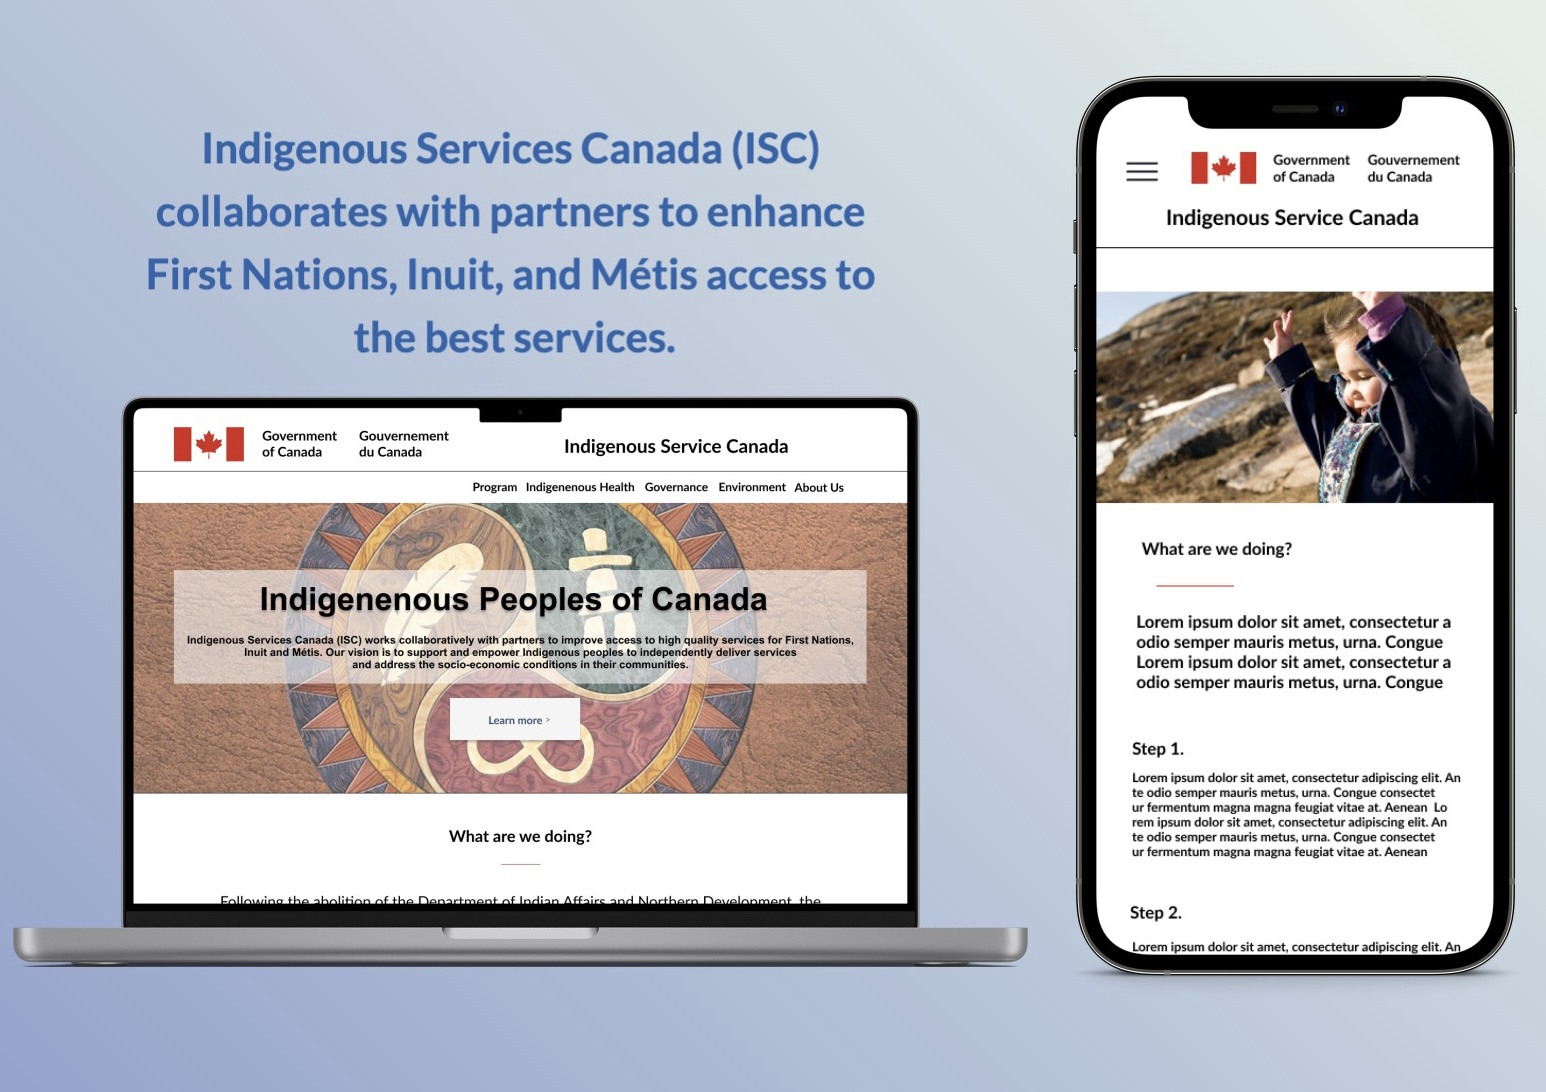 Indigenous Services Canada (ISC)
collaborates with partners to enhance
First Nations, Inuit, and Métis access to
the best services.
Government
of Canada
Gouvernement
du Canada
Indigenous Service Canada
Program Indigenenous Health Governance Environment About Us
Indigenenous Peoples of Canada
Indigenous Services Canada (ISC) works collaboratively with partners to improve access to high quality services for First Nations,
Inuit and Métis. Our vision is to support and empower Indigenous peoples to independently deliver services
and address the socio-economic conditions in their communities.
Learn more >
What are we doing?
Following the abolition of the Department of Indian Affairs and Northern Development, the
Government
of Canada
Gouvernement
du Canada
Indigenous Service Canada
What are we doing?
Lorem ipsum dolor sit amet, consectetur a
odio semper mauris metus, urna. Congue
Lorem ipsum dolor sit amet, consectetur a
odio semper mauris metus, urna. Congue
Step 1.
Lorem ipsum dolor sit amet, consectetur adipiscing elit. An
te odio semper mauris metus, urna. Congue consectet
ur fermentum magna magna feugiat vitae at. Aenean Lo
rem ipsum dolor sit amet, consectetur adipiscing elit. An
te odio semper mauris metus, urna. Congue consectet
ur fermentum magna magna feugiat vitae at. Aenean
Step 2.
Lorem ipsum dolor sit amet, consectetur adipiscing elit. An